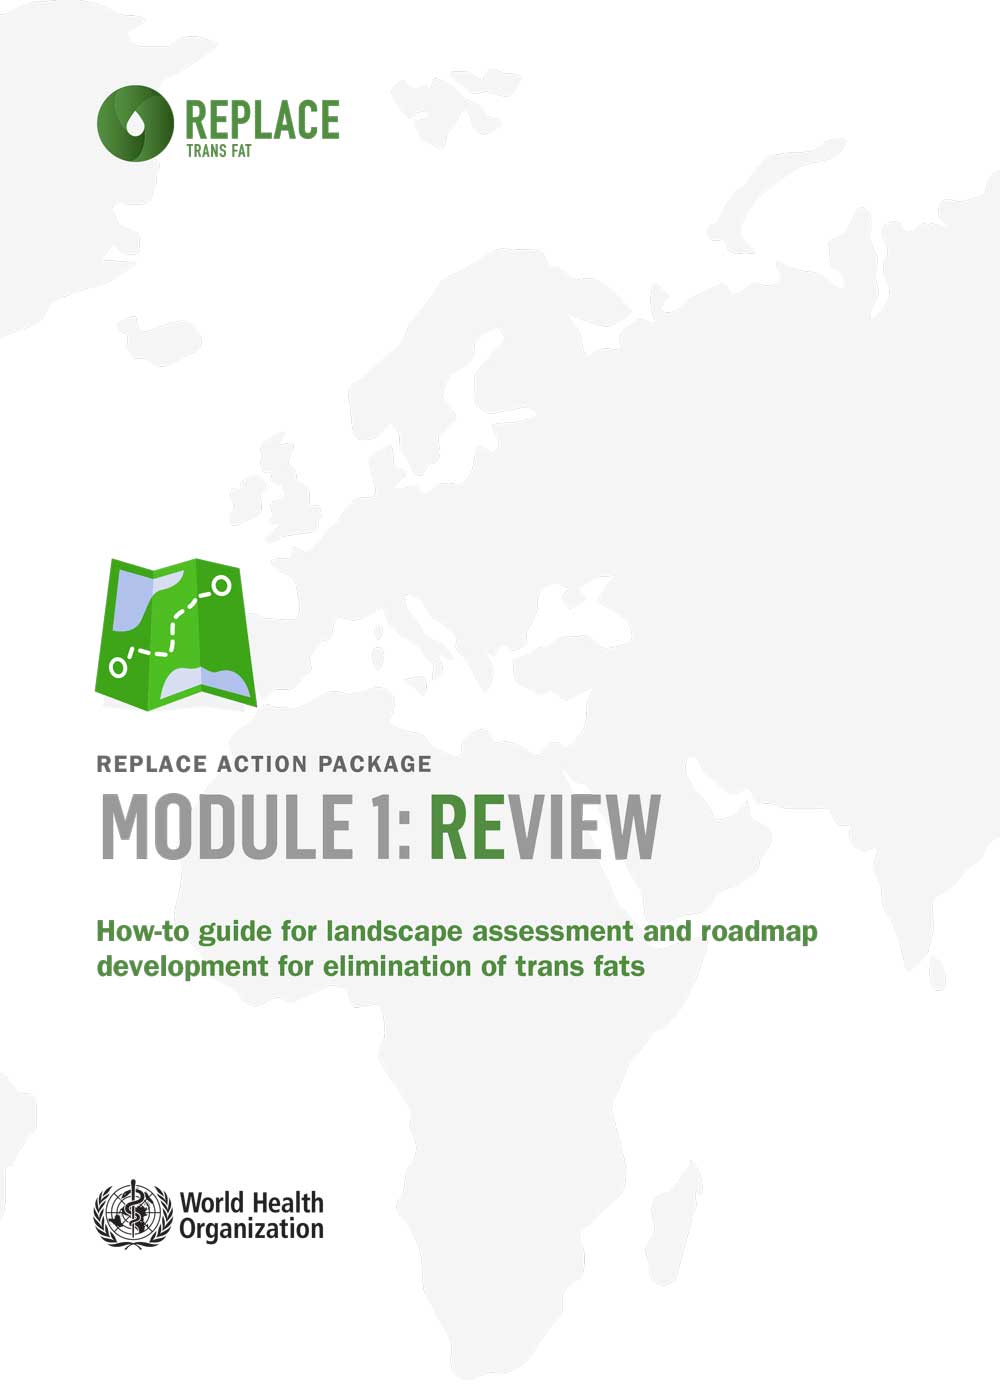 REPLACE
TRANS FAT
REPLACE ACTION PACKAGE
MODULE 1: REVIEW
How-to guide for landscape assessment and roadmap
development for elimination of trans fats
World Health
Organization